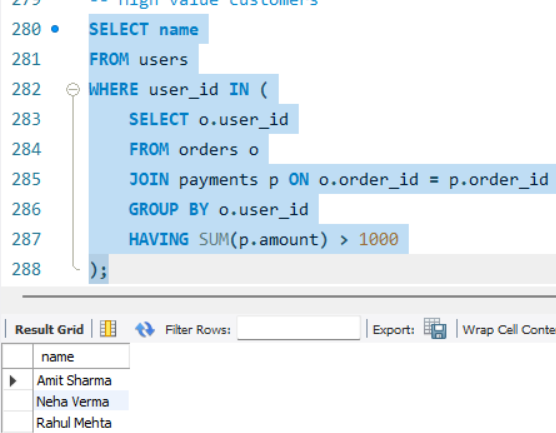 279 -- High value customers
280 SELECT name
281 FROM users
282 WHERE user_id IN (
283 SELECT o.user_id
284 FROM orders o
285 JOIN payments p ON o.order_id = p.order_id
286 GROUP BY o.user_id
287 HAVING SUM(p.amount) > 1000
288 );
Result Grid Filter Rows: Export: Wrap Cell Conte
name
Amit Sharma
Neha Verma
Rahul Mehta